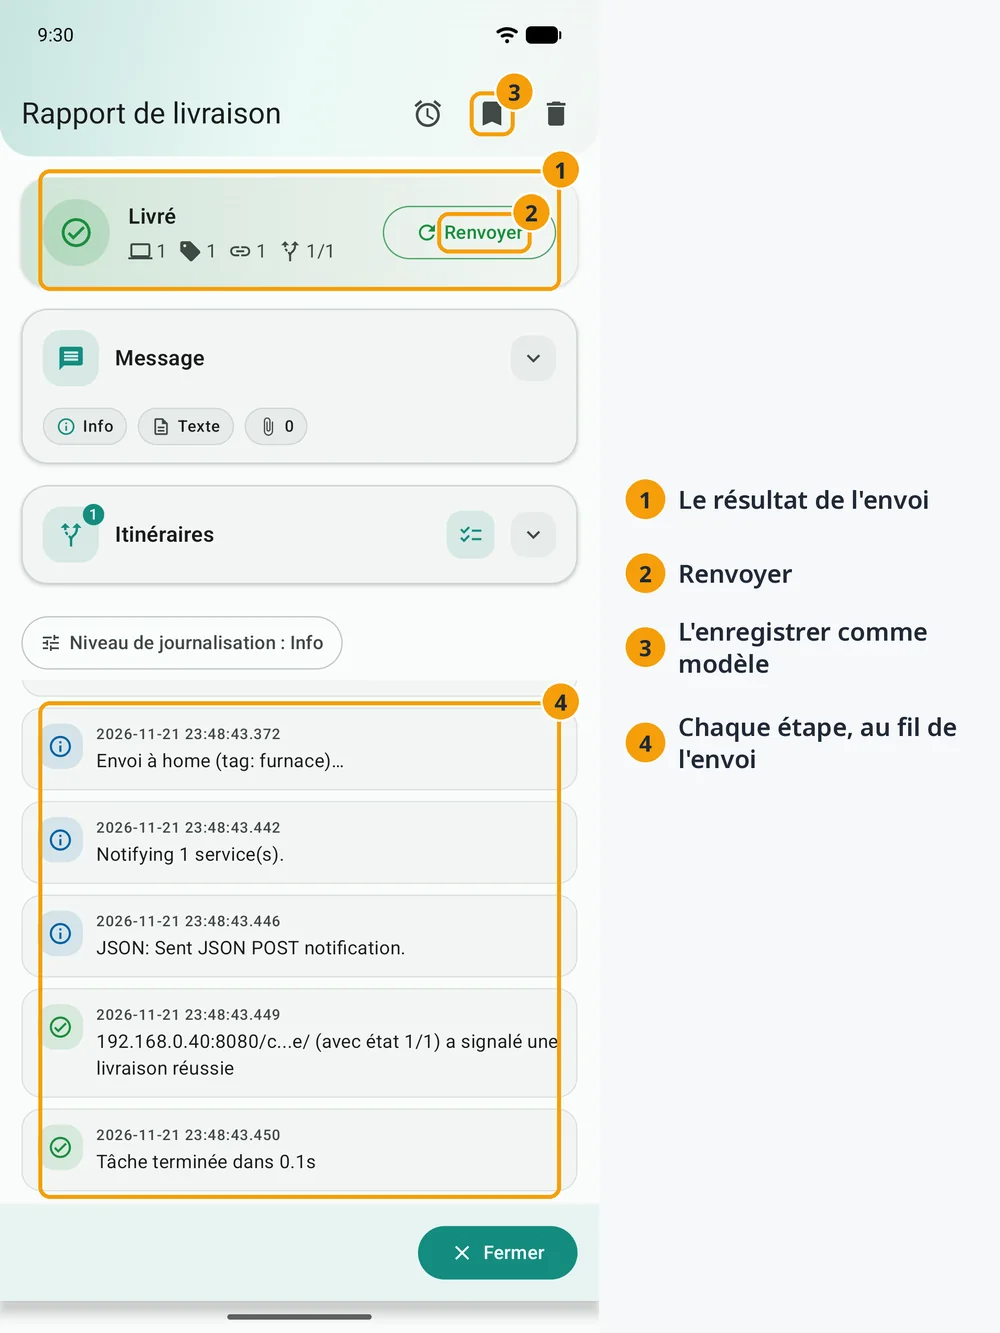 9:30
Rapport de livraison
3
1
Livré
1 1 1 1/1
2
Renvoyer
Message
Info
Texte
0
1
Itinéraires
Niveau de journalisation : Info
4
2026-11-21 23:48:43.372
Envoi à home (tag: furnace)...
2026-11-21 23:48:43.442
Notifying 1 service(s).
2026-11-21 23:48:43.446
JSON: Sent JSON POST notification.
2026-11-21 23:48:43.449
192.168.0.40:8080/c...e/ (avec état 1/1) a signalé une
livraison réussie
2026-11-21 23:48:43.450
Tâche terminée dans 0.1s
Fermer
1 Le résultat de l'envoi
2 Renvoyer
3 L'enregistrer comme
modèle
4 Chaque étape, au fil de
l'envoi